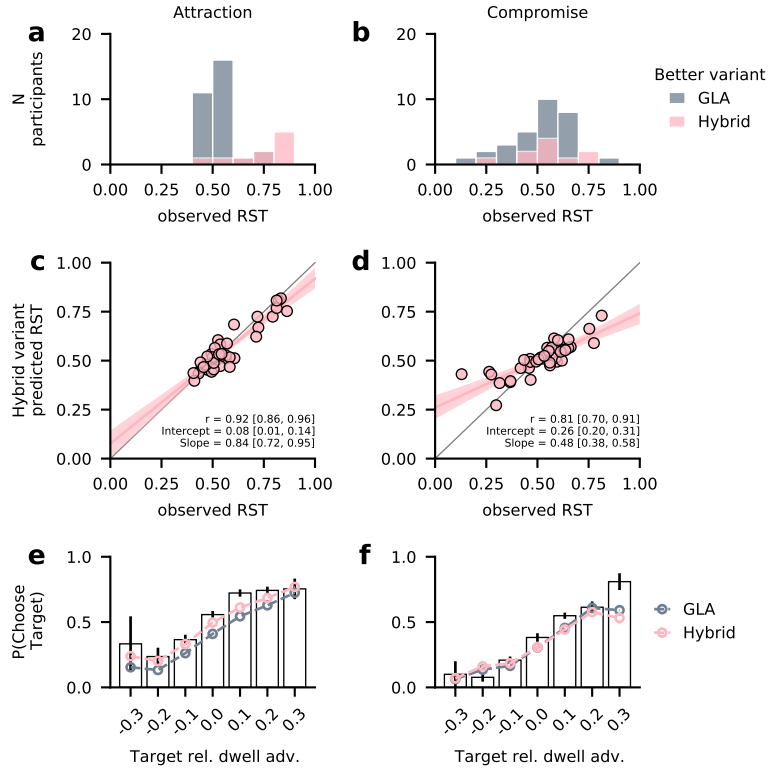 Attraction
Compromise
a
b
20
10
0
N
participants
0.00 0.25 0.50 0.75 1.00
observed RST
20
10
0
0.00 0.25 0.50 0.75 1.00
observed RST
Better variant
GLA
Hybrid
c
d
1.00
0.75
0.50
0.25
0.00
Hybrid variant
predicted RST
r = 0.92 [0.86, 0.96]
Intercept = 0.08 [0.01, 0.14]
Slope = 0.84 [0.72, 0.95]
0.00 0.25 0.50 0.75 1.00
observed RST
1.00
0.75
0.50
0.25
0.00
r = 0.81 [0.70, 0.91]
Intercept = 0.26 [0.20, 0.31]
Slope = 0.48 [0.38, 0.58]
0.00 0.25 0.50 0.75 1.00
observed RST
e
f
1.0
0.5
0.0
P(Choose
Target)
-0.3 -0.2 -0.1 0.0 0.1 0.2 0.3
Target rel. dwell adv.
1.0
0.5
0.0
-0.3 -0.2 -0.1 0.0 0.1 0.2 0.3
Target rel. dwell adv.
GLA
Hybrid